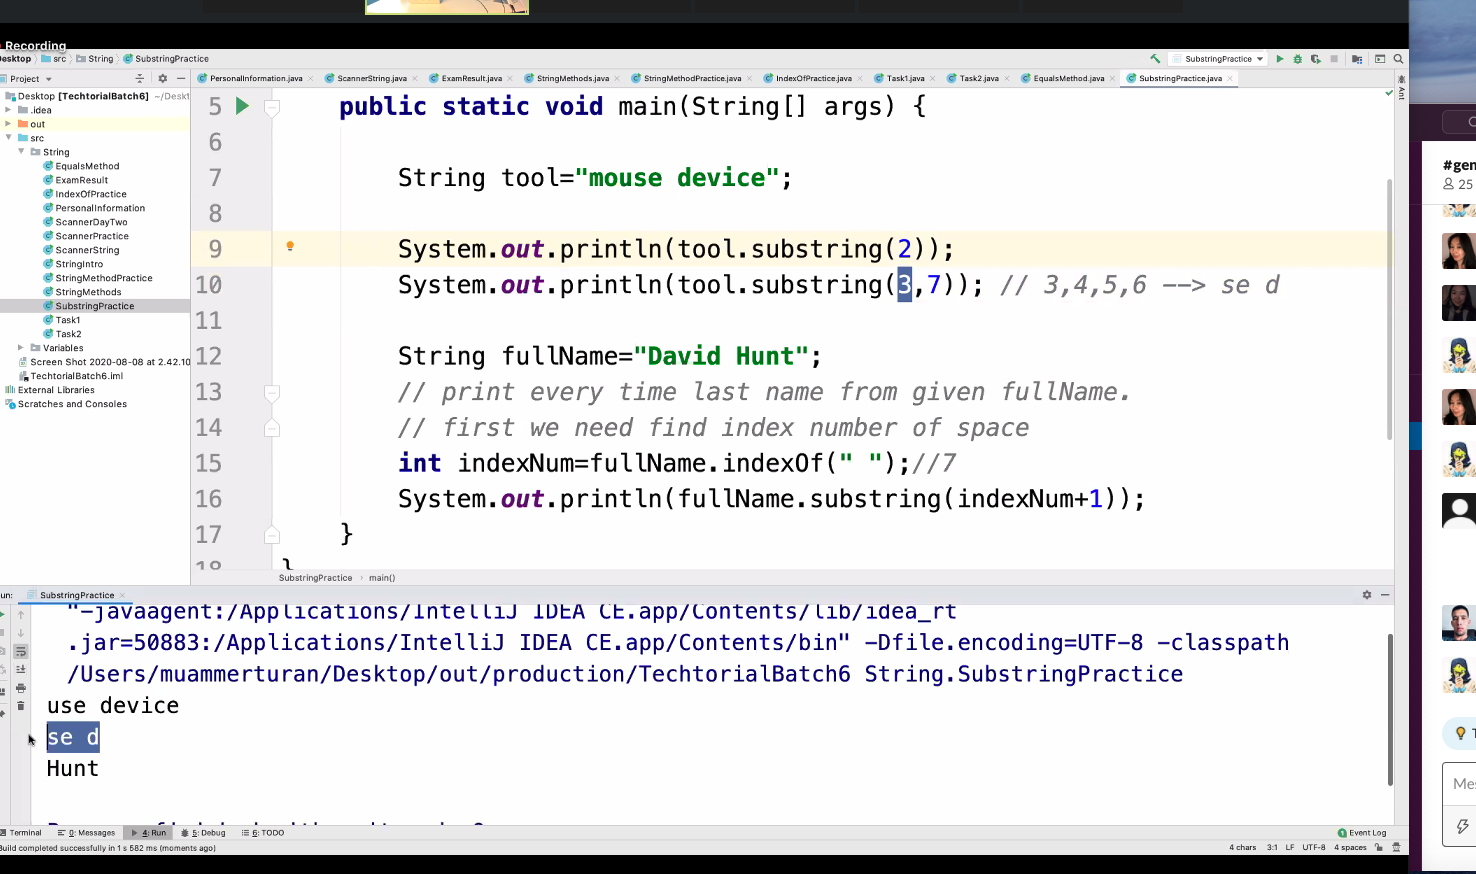 Recording
Desktop src String SubstringPractice
SubstringPractice
Project
PersonalInformation.java ScannerString.java ExamResult.java StringMethods.java StringMethodPractice.java IndexOfPractice.java Task1.java Task2.java EqualsMethod.java SubstringPractice.java
Ant
Desktop [TechtorialBatch6] ~/Deskt
.idea
out
src
String
EqualsMethod
ExamResult
IndexOfPractice
PersonalInformation
ScannerDayTwo
ScannerPractice
ScannerString
StringIntro
StringMethodPractice
StringMethods
SubstringPractice
Task1
Task2
Variables
Screen Shot 2020-08-08 at 2.42.10
TechtorialBatch6.iml
External Libraries
Scratches and Consoles
5 public static void main(String[] args) {
6
7 String tool="mouse device";
8
9 System.out.println(tool.substring(2));
10 System.out.println(tool.substring(3,7)); // 3,4,5,6 --> se d
11
12 String fullName="David Hunt";
13 // print every time last name from given fullName.
14 // first we need find index number of space
15 int indexNum=fullName.indexOf(" ");//7
16 System.out.println(fullName.substring(indexNum+1));
17 }
18 }
SubstringPractice main()
un: SubstringPractice
"-javaagent:/Applications/IntelliJ IDEA CE.app/Contents/lib/idea_rt
.jar=50883:/Applications/IntelliJ IDEA CE.app/Contents/bin" -Dfile.encoding=UTF-8 -classpath
/Users/muammerturan/Desktop/out/production/TechtorialBatch6 String.SubstringPractice
use device
se d
Hunt
Terminal 0: Messages 4: Run 5: Debug 6: TODO
Event Log
Build completed successfully in 1 s 582 ms (moments ago)
4 chars 3:1 LF UTF-8 4 spaces
#gen
25
T
Mes